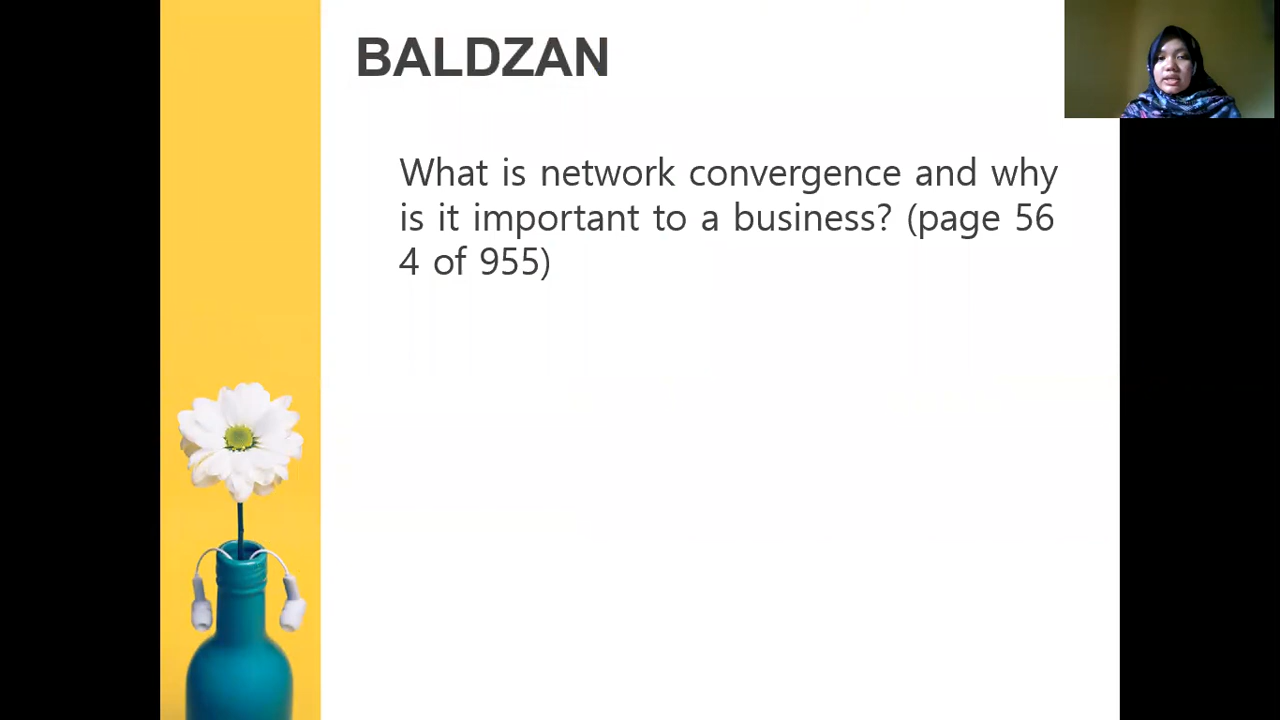 BALDZAN
What is network convergence and why
is it important to a business? (page 56
4 of 955)